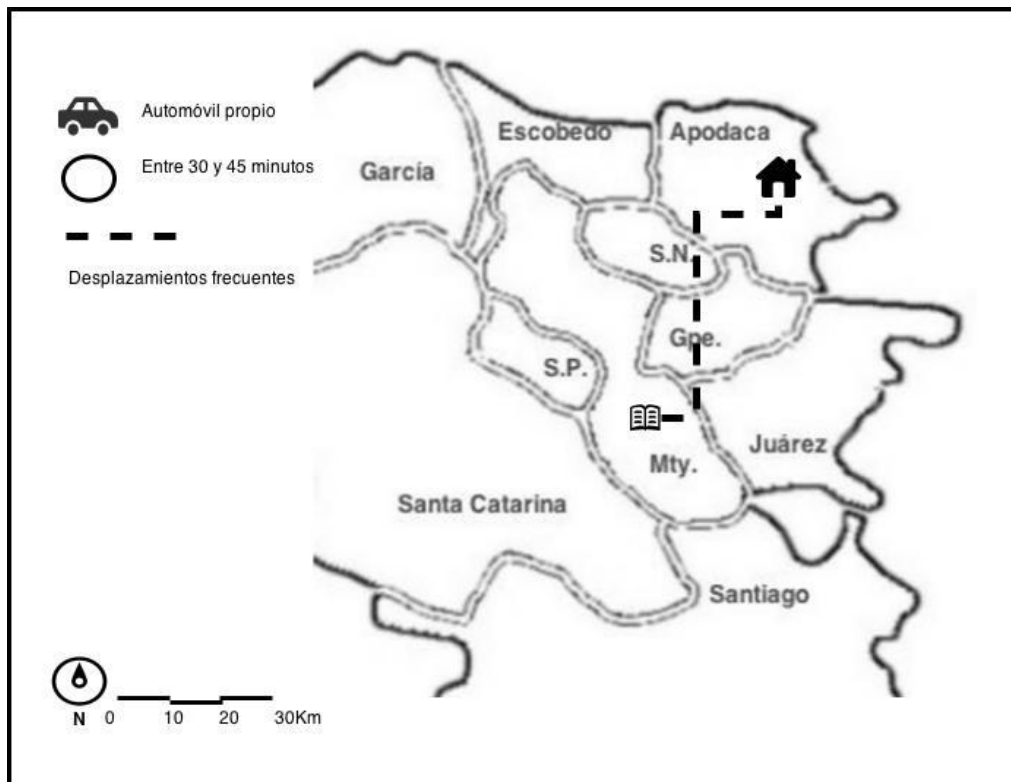 Automóvil propio
Entre 30 y 45 minutos
Desplazamientos frecuentes
Escobedo
Apodaca
García
S.N.
Gpe.
S.P.
Juárez
Mty.
Santa Catarina
Santiago
N 0 10 20 30Km